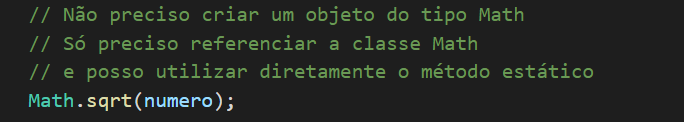 // Não preciso criar um objeto do tipo Math
// Só preciso referenciar a classe Math
// e posso utilizar diretamente o método estático
Math.sqrt(numero);